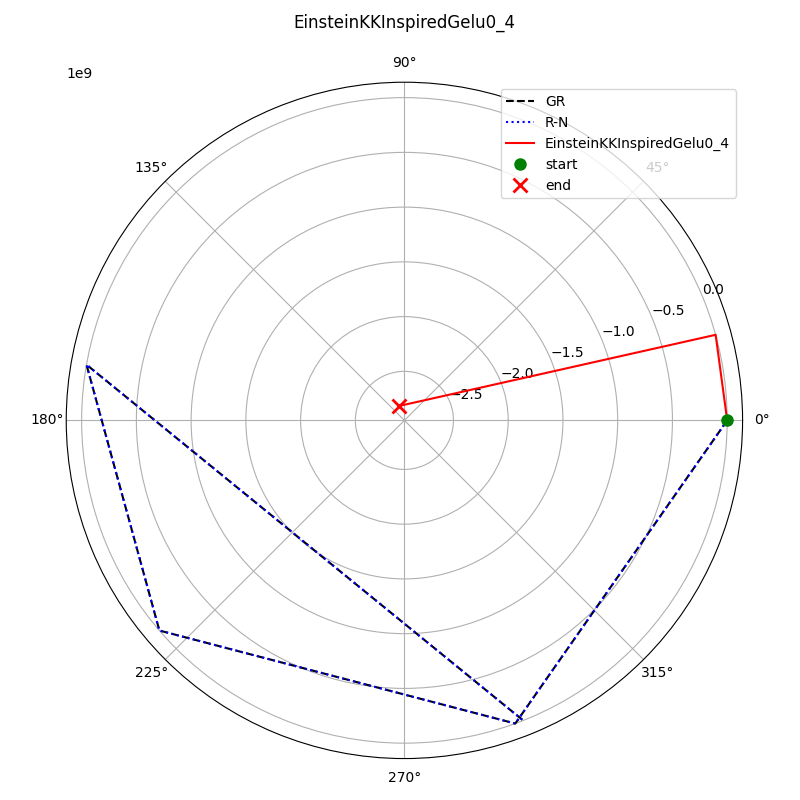 EinsteinKKInspiredGelu0_4
1e9
90°
GR
R-N
EinsteinKKInspiredGelu0_4
start
end
135°
45°
0.0
−0.5
−1.0
−1.5
−2.0
−2.5
180°
0°
225°
315°
270°